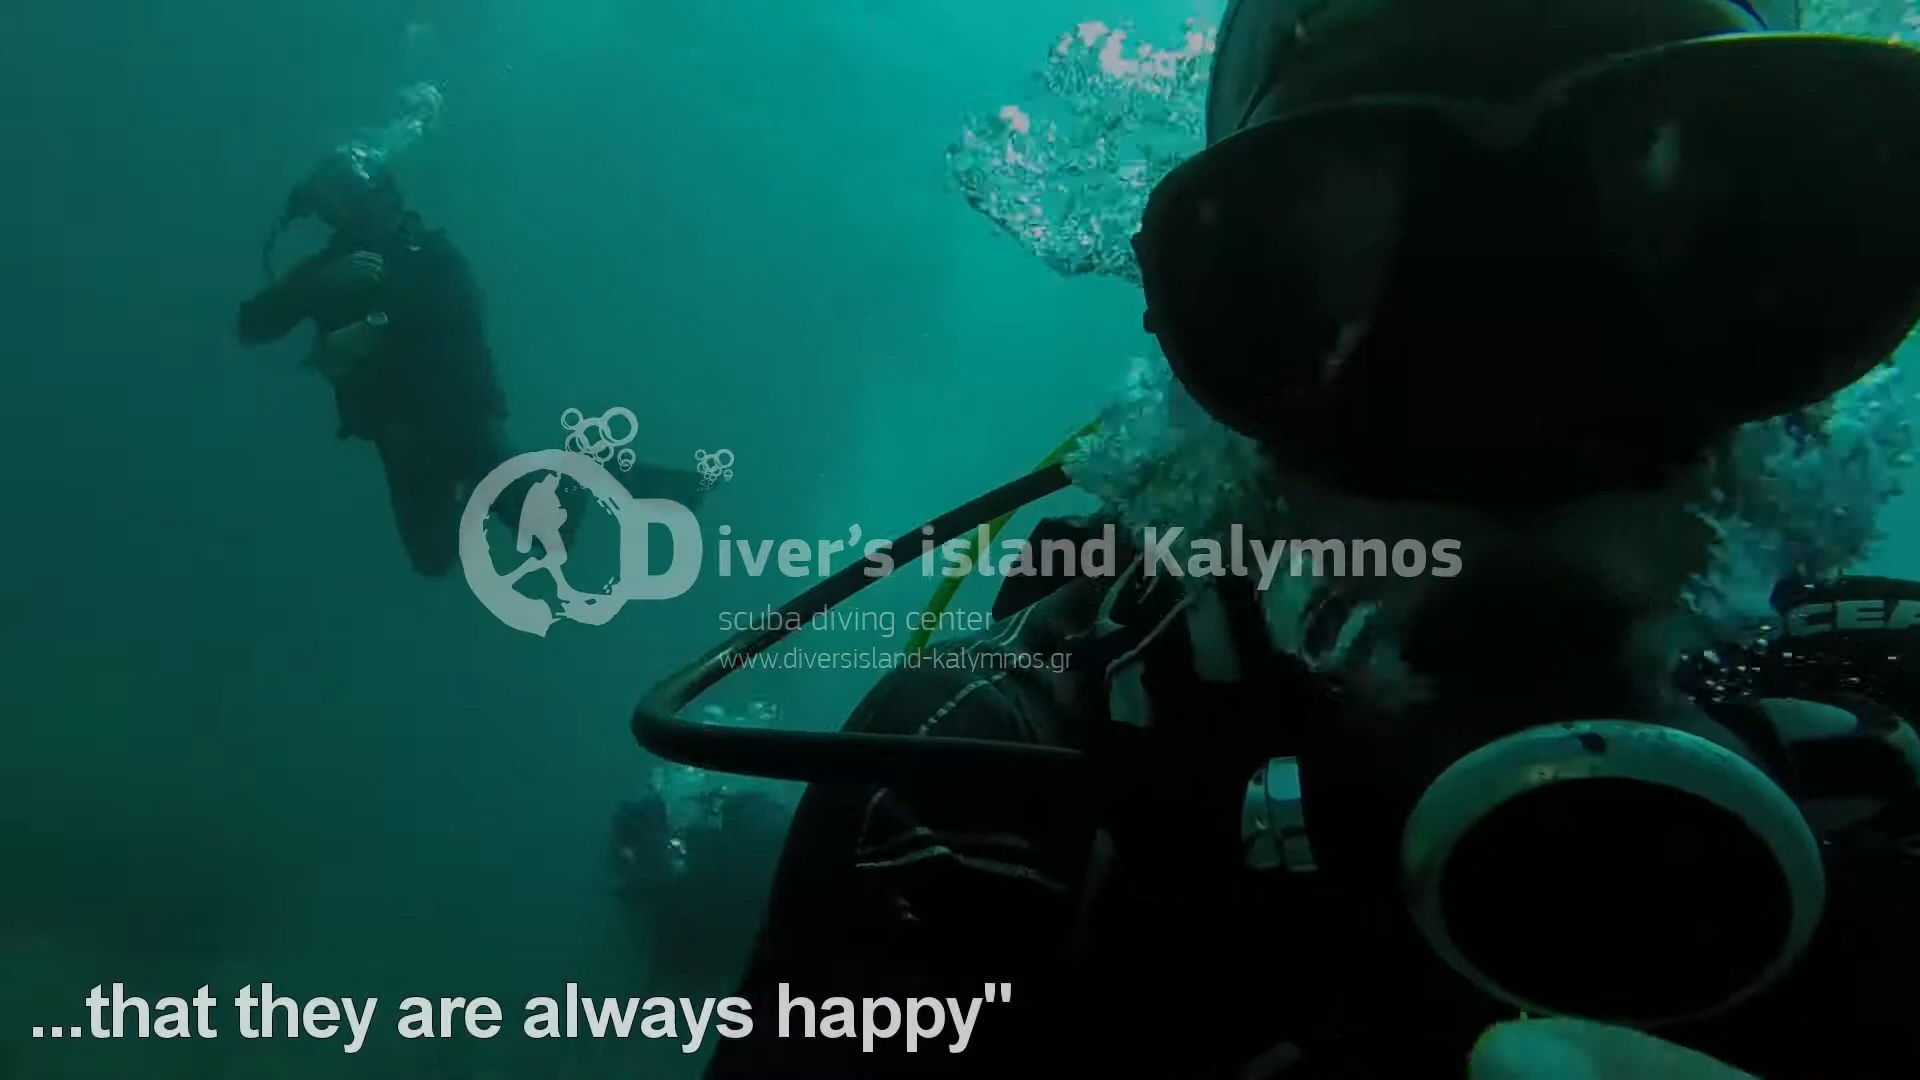 Diver's island Kalymnos
scuba diving center
www.diversisland-kalymnos.gr
...that they are always happy"